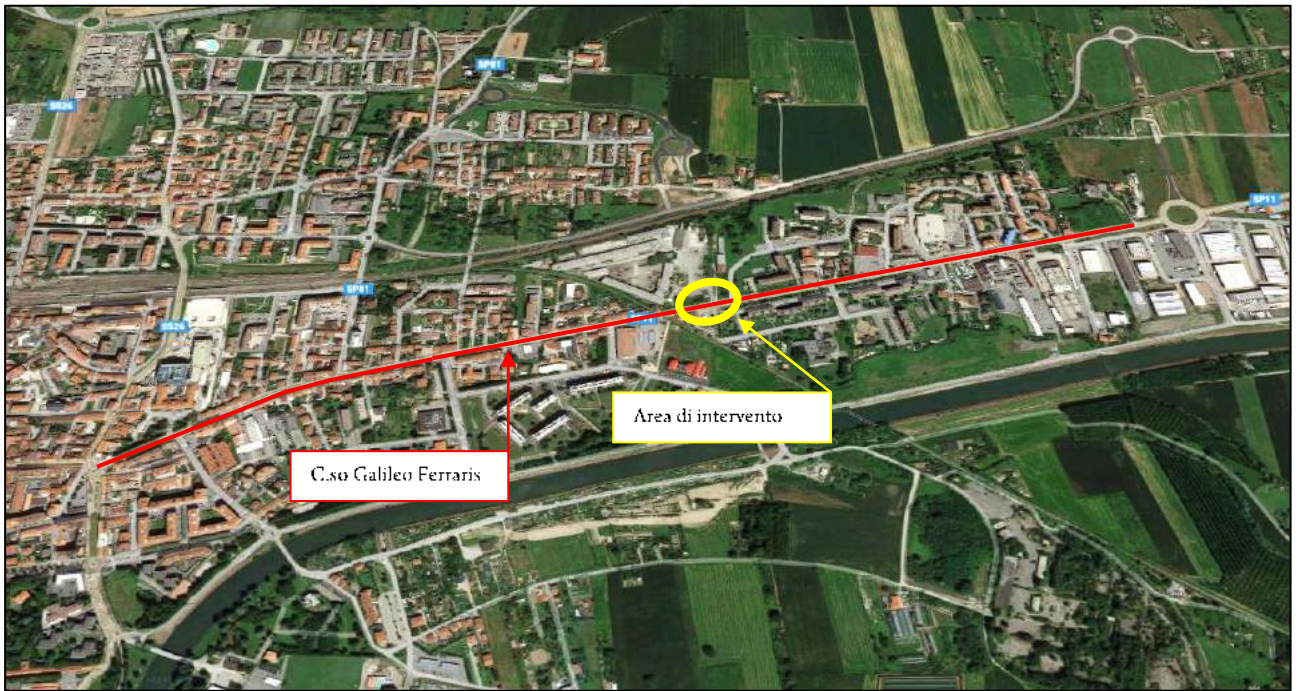 SP81
SS26
SP11
SP81
SS26
Area di intervento
C.so Galileo Ferraris